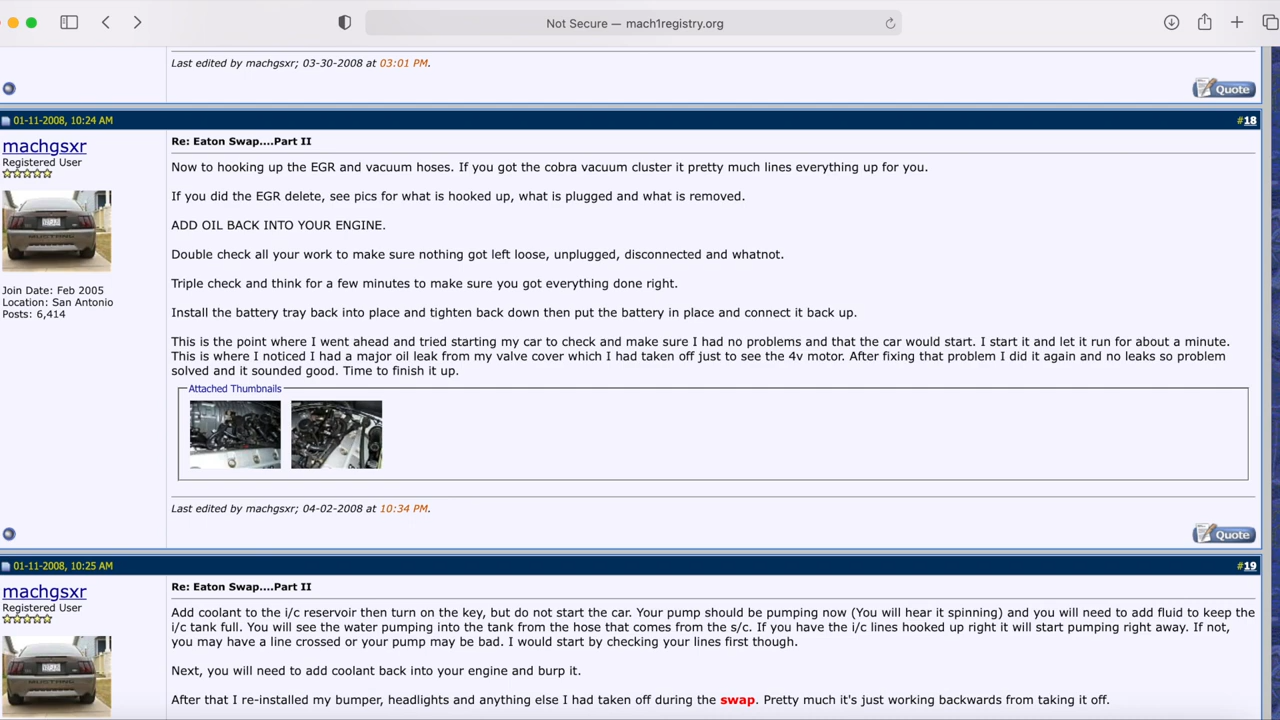 Not Secure — mach1registry.org
Last edited by machgsxr; 03-30-2008 at 03:01 PM.
Quote
01-11-2008, 10:24 AM
#18
machgsxr
Registered User
Join Date: Feb 2005
Location: San Antonio
Posts: 6,414
Re: Eaton Swap....Part II
Now to hooking up the EGR and vacuum hoses. If you got the cobra vacuum cluster it pretty much lines everything up for you.
If you did the EGR delete, see pics for what is hooked up, what is plugged and what is removed.
ADD OIL BACK INTO YOUR ENGINE.
Double check all your work to make sure nothing got left loose, unplugged, disconnected and whatnot.
Triple check and think for a few minutes to make sure you got everything done right.
Install the battery tray back into place and tighten back down then put the battery in place and connect it back up.
This is the point where I went ahead and tried starting my car to check and make sure I had no problems and that the car would start. I start it and let it run for about a minute.
This is where I noticed I had a major oil leak from my valve cover which I had taken off just to see the 4v motor. After fixing that problem I did it again and no leaks so problem
solved and it sounded good. Time to finish it up.
Attached Thumbnails
Last edited by machgsxr; 04-02-2008 at 10:34 PM.
Quote
01-11-2008, 10:25 AM
#19
machgsxr
Registered User
Re: Eaton Swap....Part II
Add coolant to the i/c reservoir then turn on the key, but do not start the car. Your pump should be pumping now (You will hear it spinning) and you will need to add fluid to keep the
i/c tank full. You will see the water pumping into the tank from the hose that comes from the s/c. If you have the i/c lines hooked up right it will start pumping right away. If not,
you may have a line crossed or your pump may be bad. I would start by checking your lines first though.
Next, you will need to add coolant back into your engine and burp it.
After that I re-installed my bumper, headlights and anything else I had taken off during the swap. Pretty much it's just working backwards from taking it off.